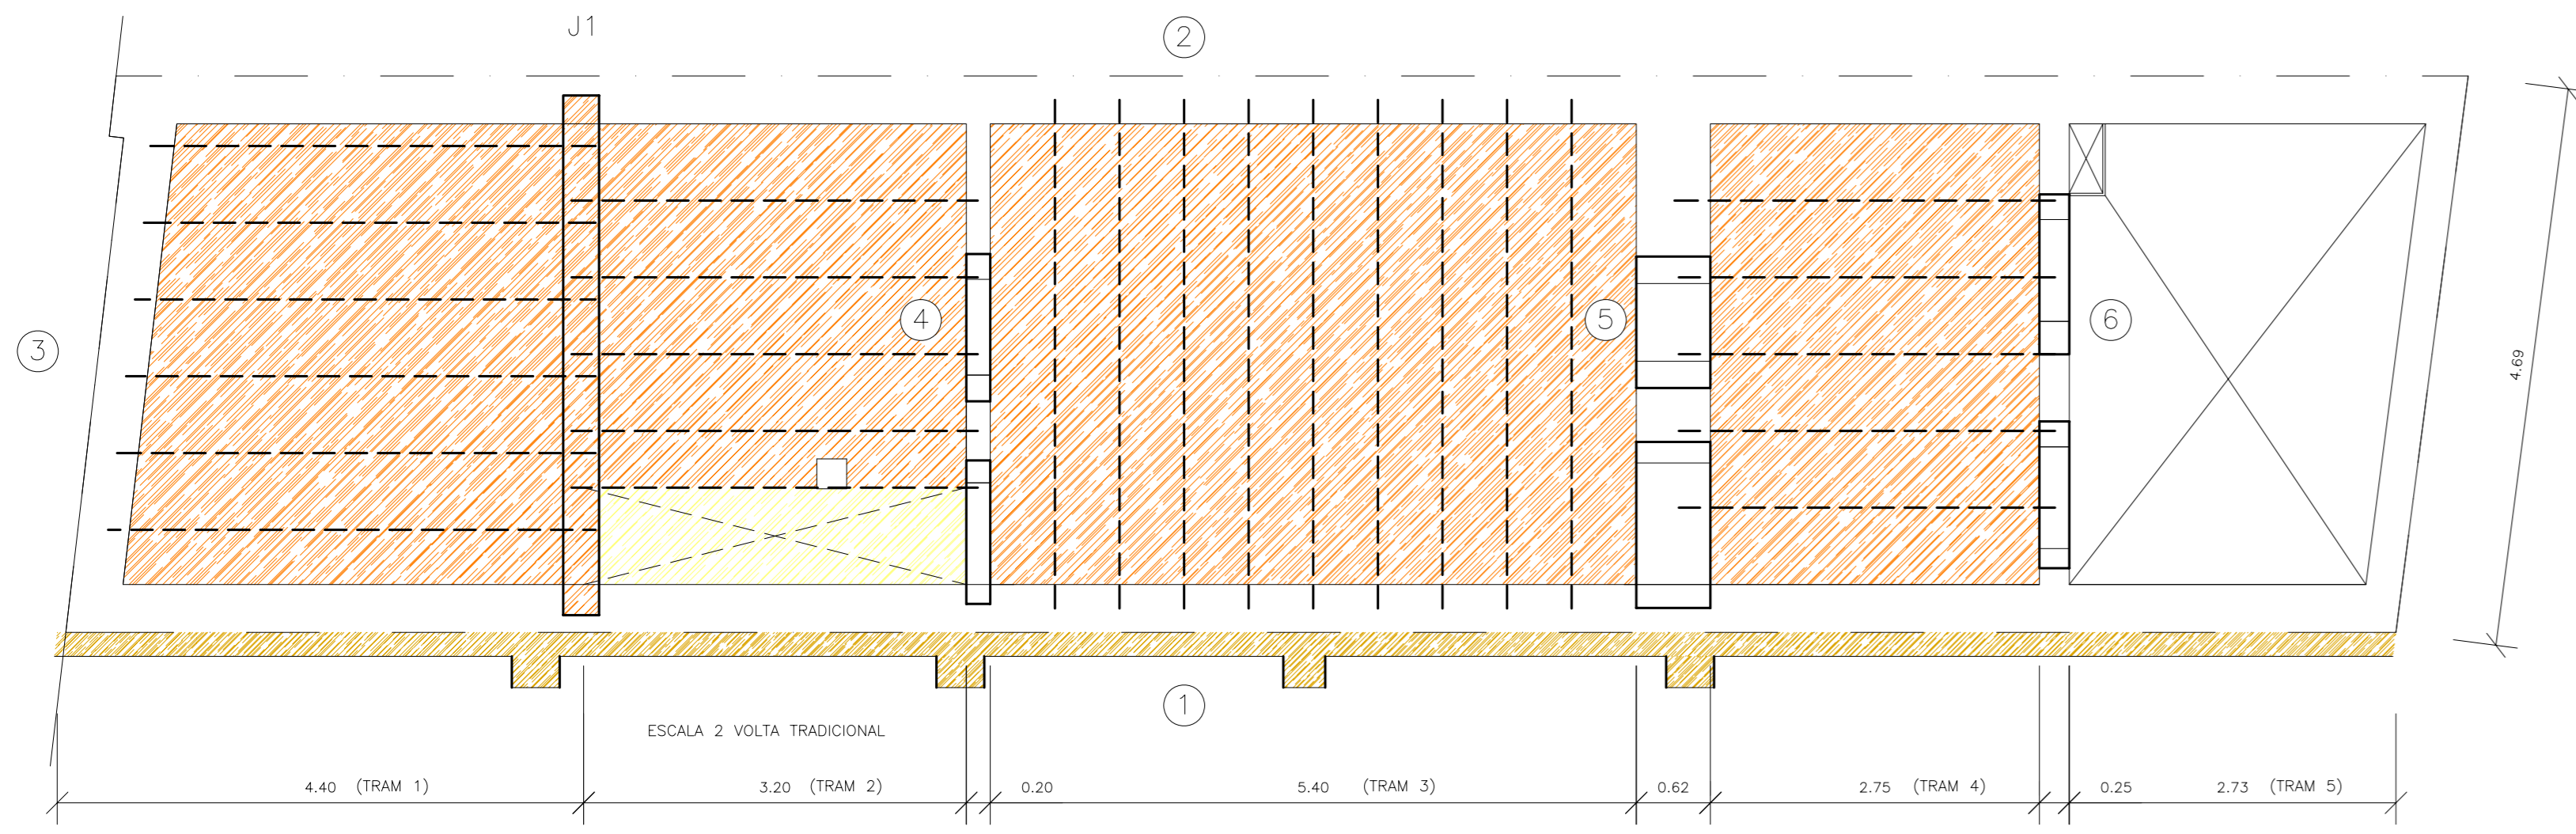 J1
2
3
4
5
6
4.69
1
ESCALA 2 VOLTA TRADICIONAL
4.40 (TRAM 1)
3.20 (TRAM 2)
0.20
5.40 (TRAM 3)
0.62
2.75 (TRAM 4)
0.25
2.73 (TRAM 5)